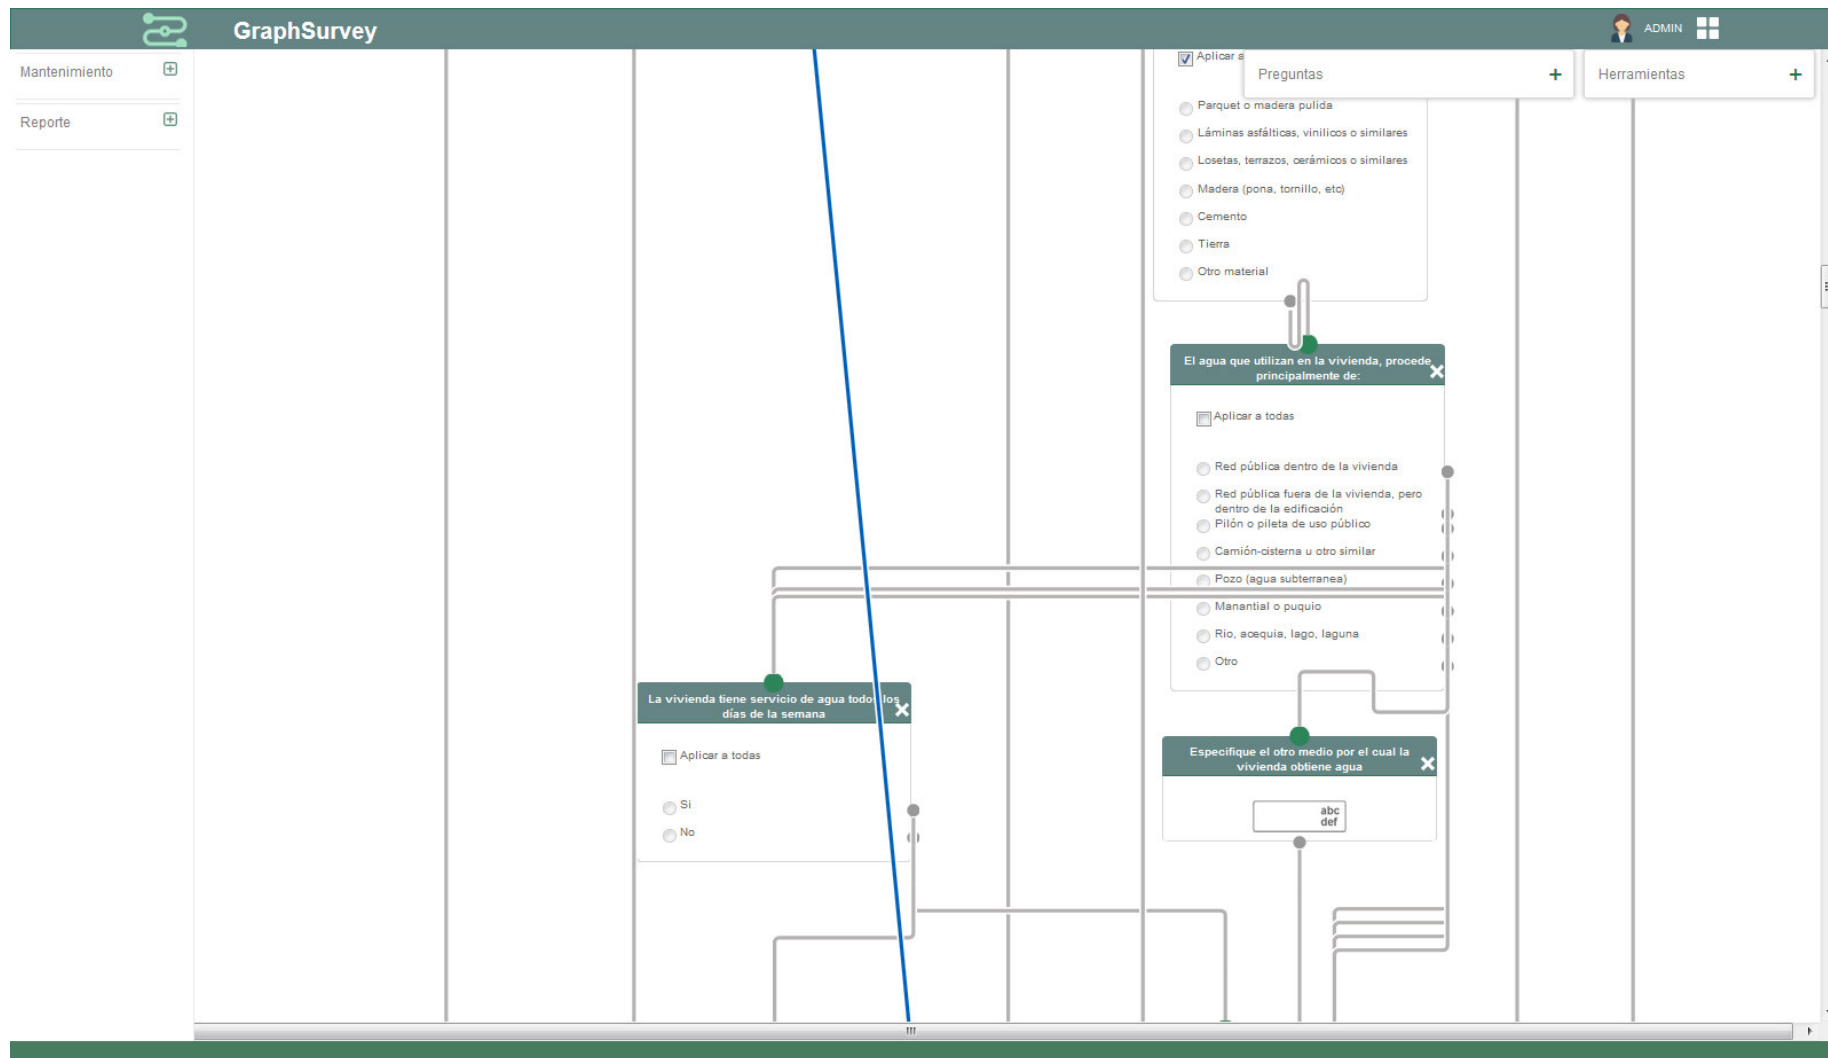 GraphSurvey
ADMIN
Mantenimiento
Reporte
Preguntas
Herramientas
Aplicar a
Parquet o madera pulida
Láminas asfálticas, vinilicos o similares
Losetas, terrazos, cerámicos o similares
Madera (pona, tornillo, etc)
Cemento
Tierra
Otro material
El agua que utilizan en la vivienda, procede
principalmente de:
Aplicar a todas
Red pública dentro de la vivienda
Red pública fuera de la vivienda, pero
dentro de la edificación
Pilón o pileta de uso público
Camión-cisterna u otro similar
Pozo (agua subterranea)
Manantial o puquio
Rio, acequia, lago, laguna
Otro
La vivienda tiene servicio de agua todos los
días de la semana
Aplicar a todas
Si
No
Especifique el otro medio por el cual la
vivienda obtiene agua
abc
def